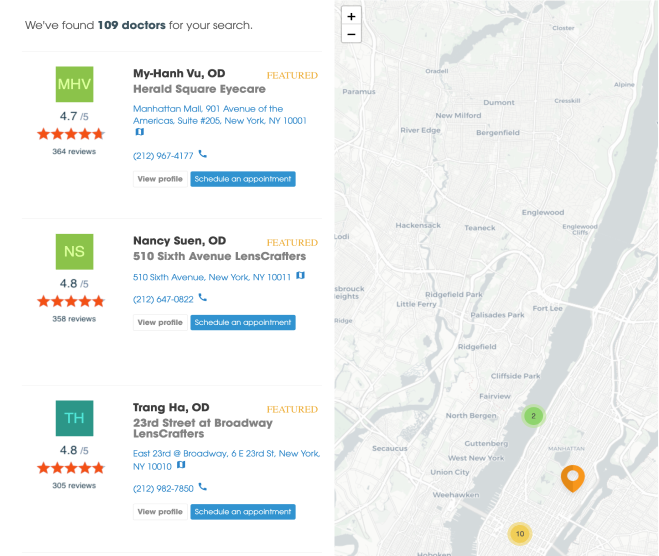 We've found 109 doctors for your search.
MHV
4.7 /5
364 reviews
My-Hanh Vu, OD
FEATURED
Herald Square Eyecare
Manhattan Mall, 901 Avenue of the
Americas, Suite #205, New York, NY 10001
(212) 967-4177
View profile
Schedule an appointment
NS
4.8 /5
358 reviews
Nancy Suen, OD
FEATURED
510 Sixth Avenue LensCrafters
510 Sixth Avenue, New York, NY 10011
(212) 647-0822
View profile
Schedule an appointment
TH
4.8 /5
305 reviews
Trang Ha, OD
FEATURED
23rd Street at Broadway
LensCrafters
East 23rd @ Broadway, 6 E 23rd St, New York,
NY 10010
(212) 982-7850
View profile
Schedule an appointment
+
−
Closter
Oradell
Alpine
Paramus
Dumont
Cresskill
New Milford
River Edge
Bergenfield
Englewood
Hackensack
Teaneck
Englewood
Cliffs
Lodi
sbrouck
eights
Ridgefield Park
Little Ferry
Fort Lee
Palisades Park
Ridge
Ridgefield
Cliffside Park
Fairview
North Bergen
2
Guttenberg
Secaucus
MANHATTAN
West New York
Union City
Weehawken
10
Hoboken